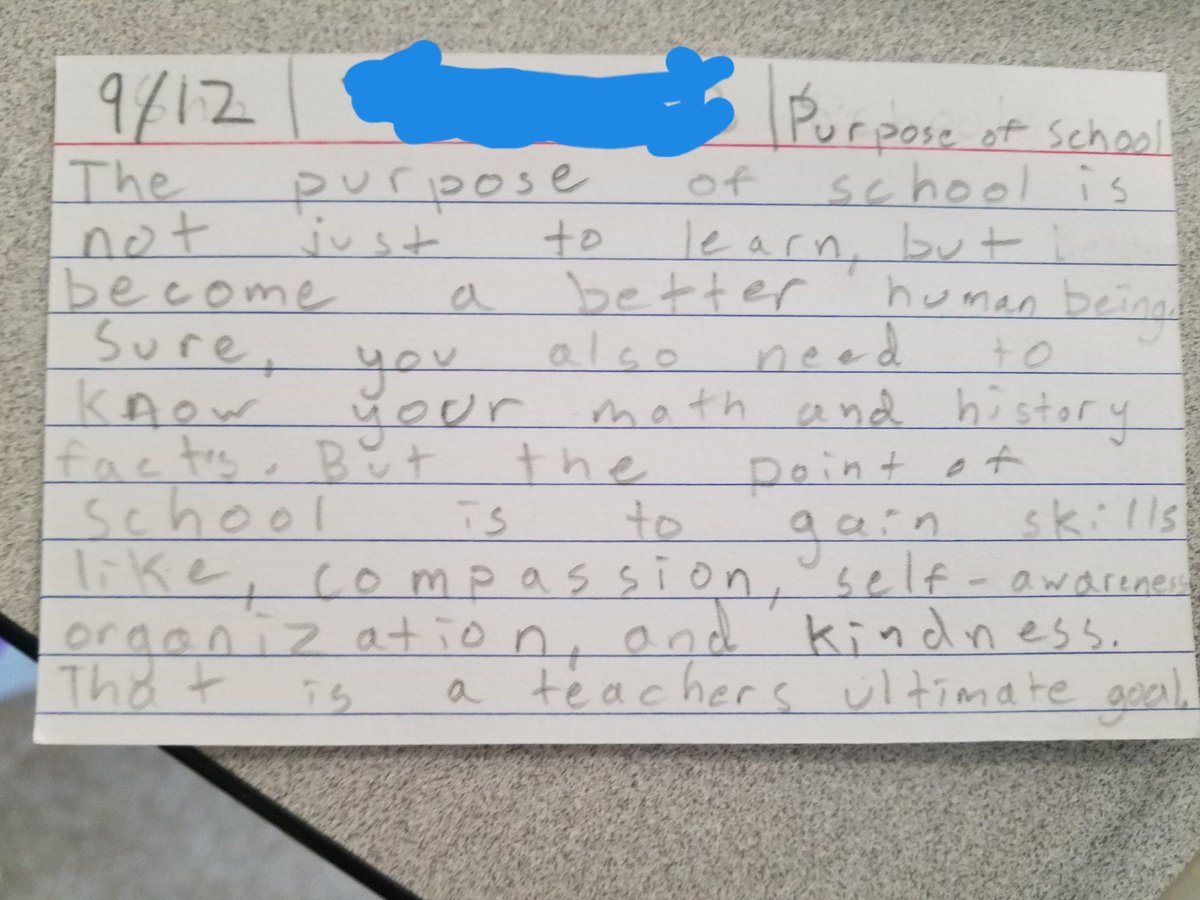 9/12 | | Purpose of School
The purpose of school is
not just to learn, but
become a better human being.
Sure, you also need to
know your math and history
facts. But the point of
school is to gain skills
like, compassion, self-awareness
organization, and kindness.
That is a teachers ultimate goal.